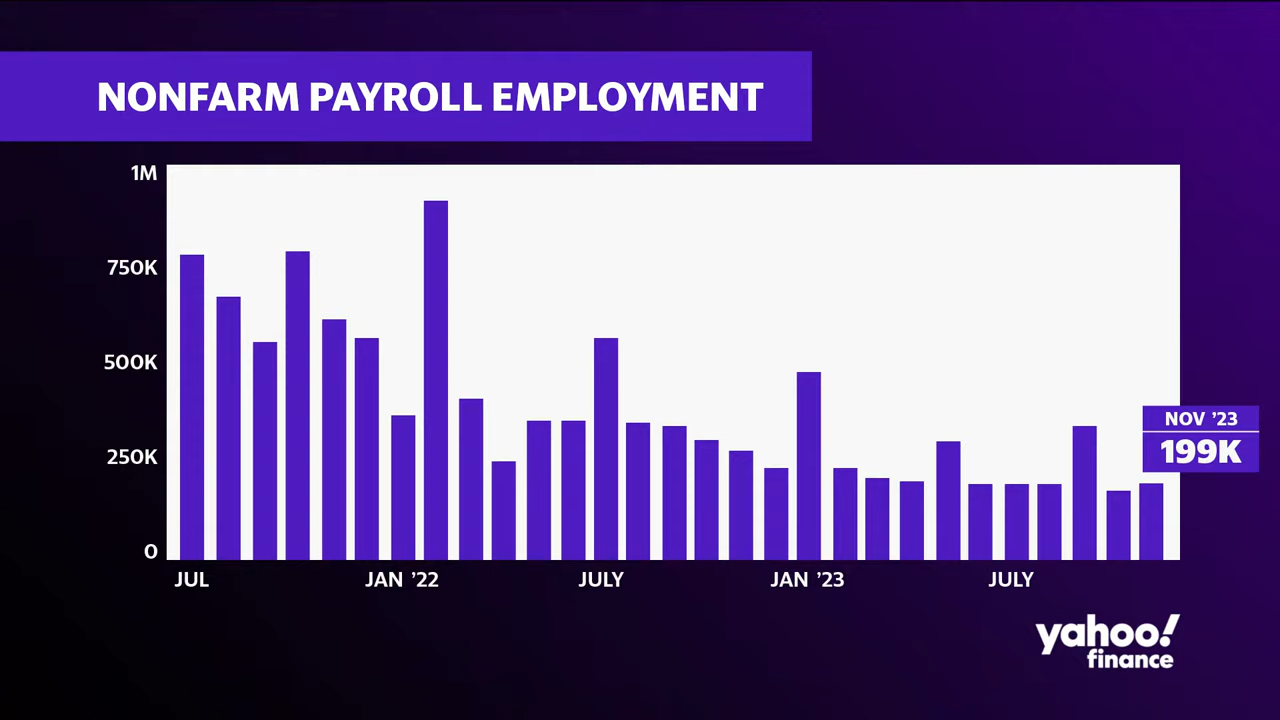 NONFARM PAYROLL EMPLOYMENT
1M
750K
500K
250K
0
NOV ’23
199K
JUL
JAN ’22
JULY
JAN ’23
JULY
yahoo!
finance